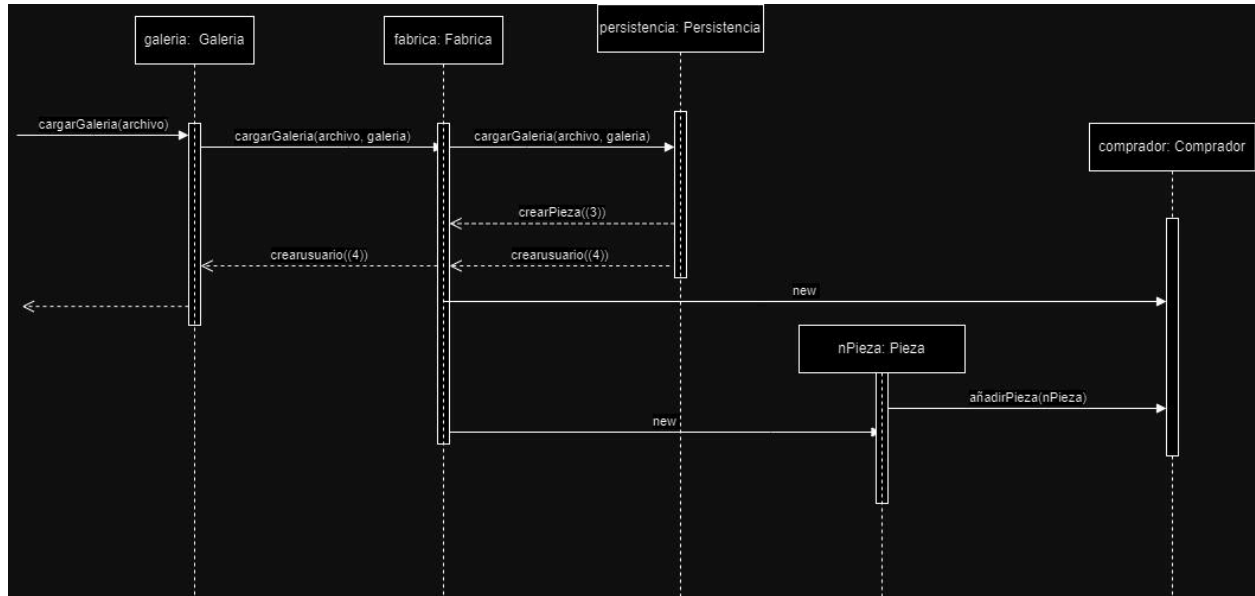 persistencia: Persistencia
galeria:  Galeria
fabrica: Fabrica
cargarGaleria(archivo)
cargarGaleria(archivo, galeria)
cargarGaleria(archivo, galeria)
comprador: Comprador
crearPieza((3))
crearusuario((4))
crearusuario((4))
new
nPieza: Pieza
añadirPieza(nPieza)
new